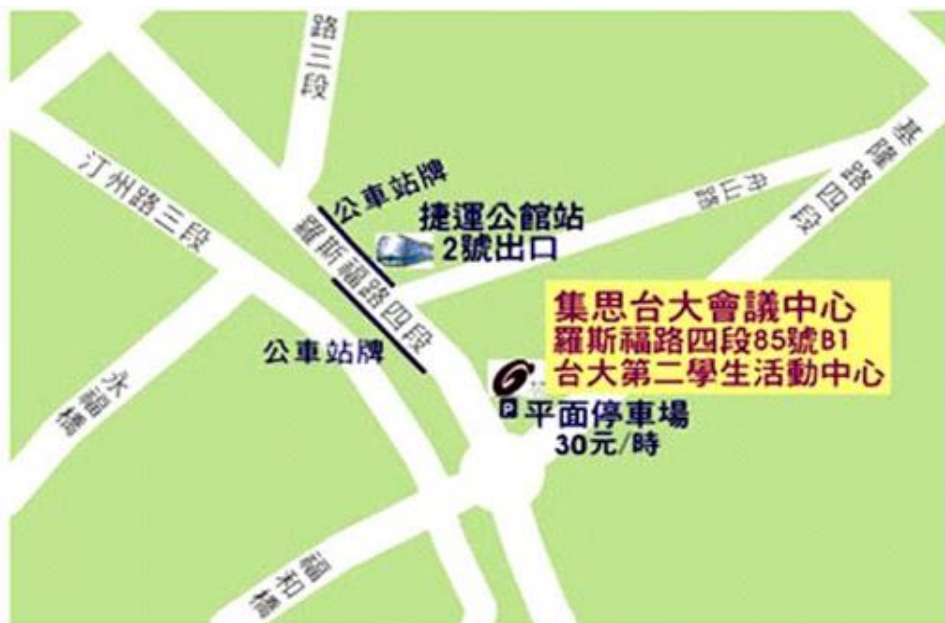 路三段
汀州路三段
公車站牌
羅斯福路四段
捷運公館站
2號出口
舟山路
基隆路四段
公車站牌
集思台大會議中心
羅斯福路四段85號B1
台大第二學生活動中心
P 平面停車場
30元/時
永福橋
福和橋